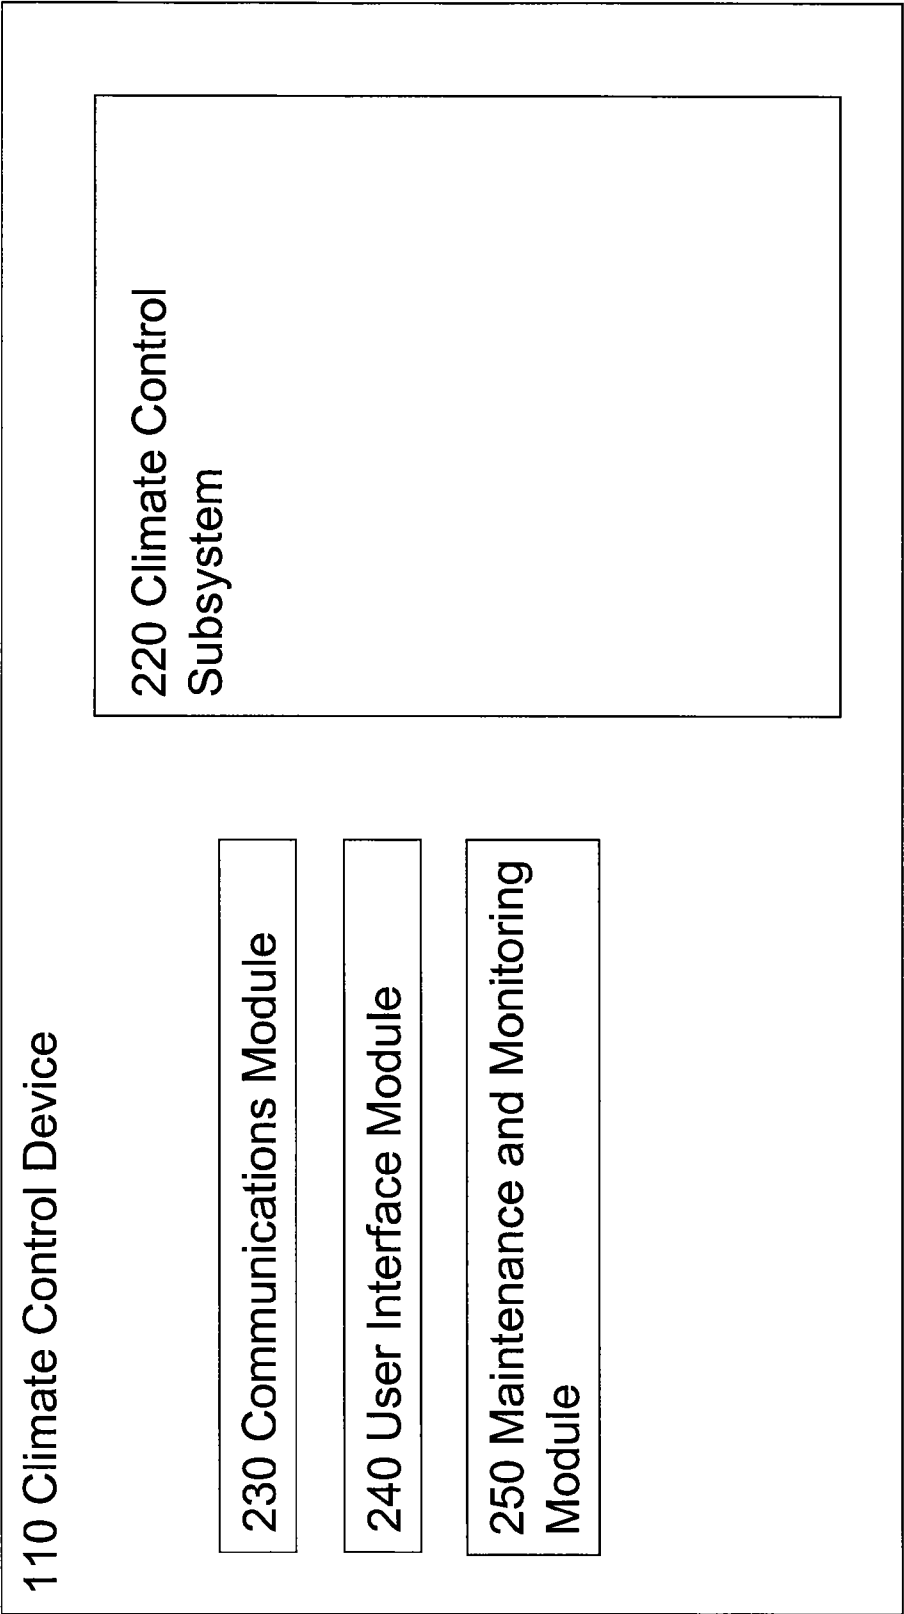 110 Climate Control Device
230 Communications Module
240 User Interface Module
250 Maintenance and Monitoring
Module
220 Climate Control
Subsystem